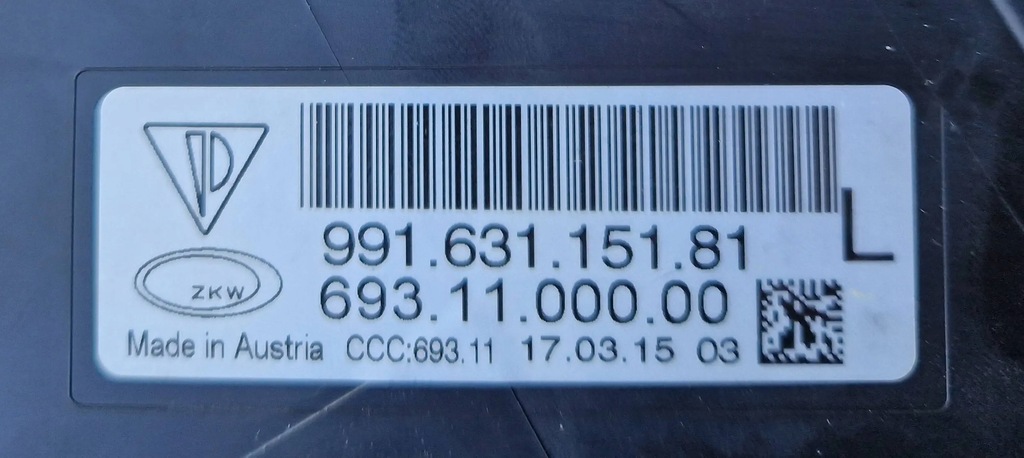 991.631.151.81
L
ZKW
693.11.000.00
Made in Austria CCC:693.11 17.03.15 03